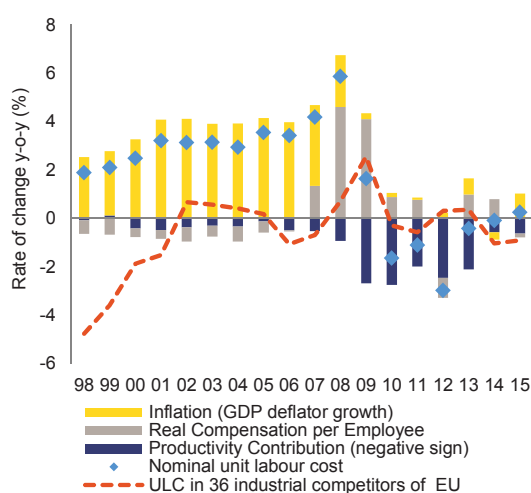 Rate of change y-o-y (%)
8
6
4
2
0
-2
-4
-6
98 99 00 01 02 03 04 05 06 07 08 09 10 11 12 13 14 15
Inflation (GDP deflator growth)
Real Compensation per Employee
Productivity Contribution (negative sign)
Nominal unit labour cost
ULC in 36 industrial competitors of EU